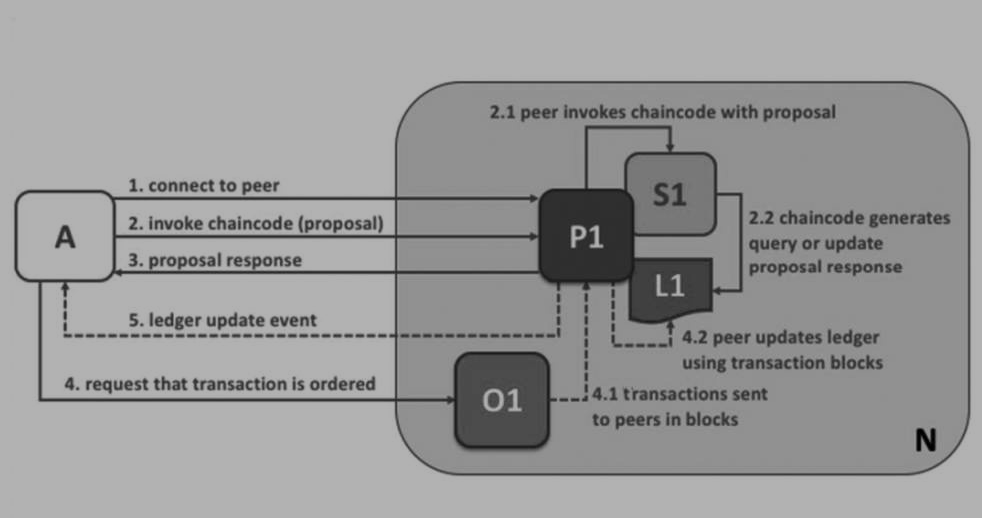 2.1 peer invokes chaincode with proposal
1. connect to peer
S1
A
2. invoke chaincode (proposal)
P1
2.2 chaincode generates
query or update
proposal response
3. proposal response
L1
5. ledger update event
4.2 peer updates ledger
using transaction blocks
4. request that transaction is ordered
O1
4.1 transactions sent
to peers in blocks
N